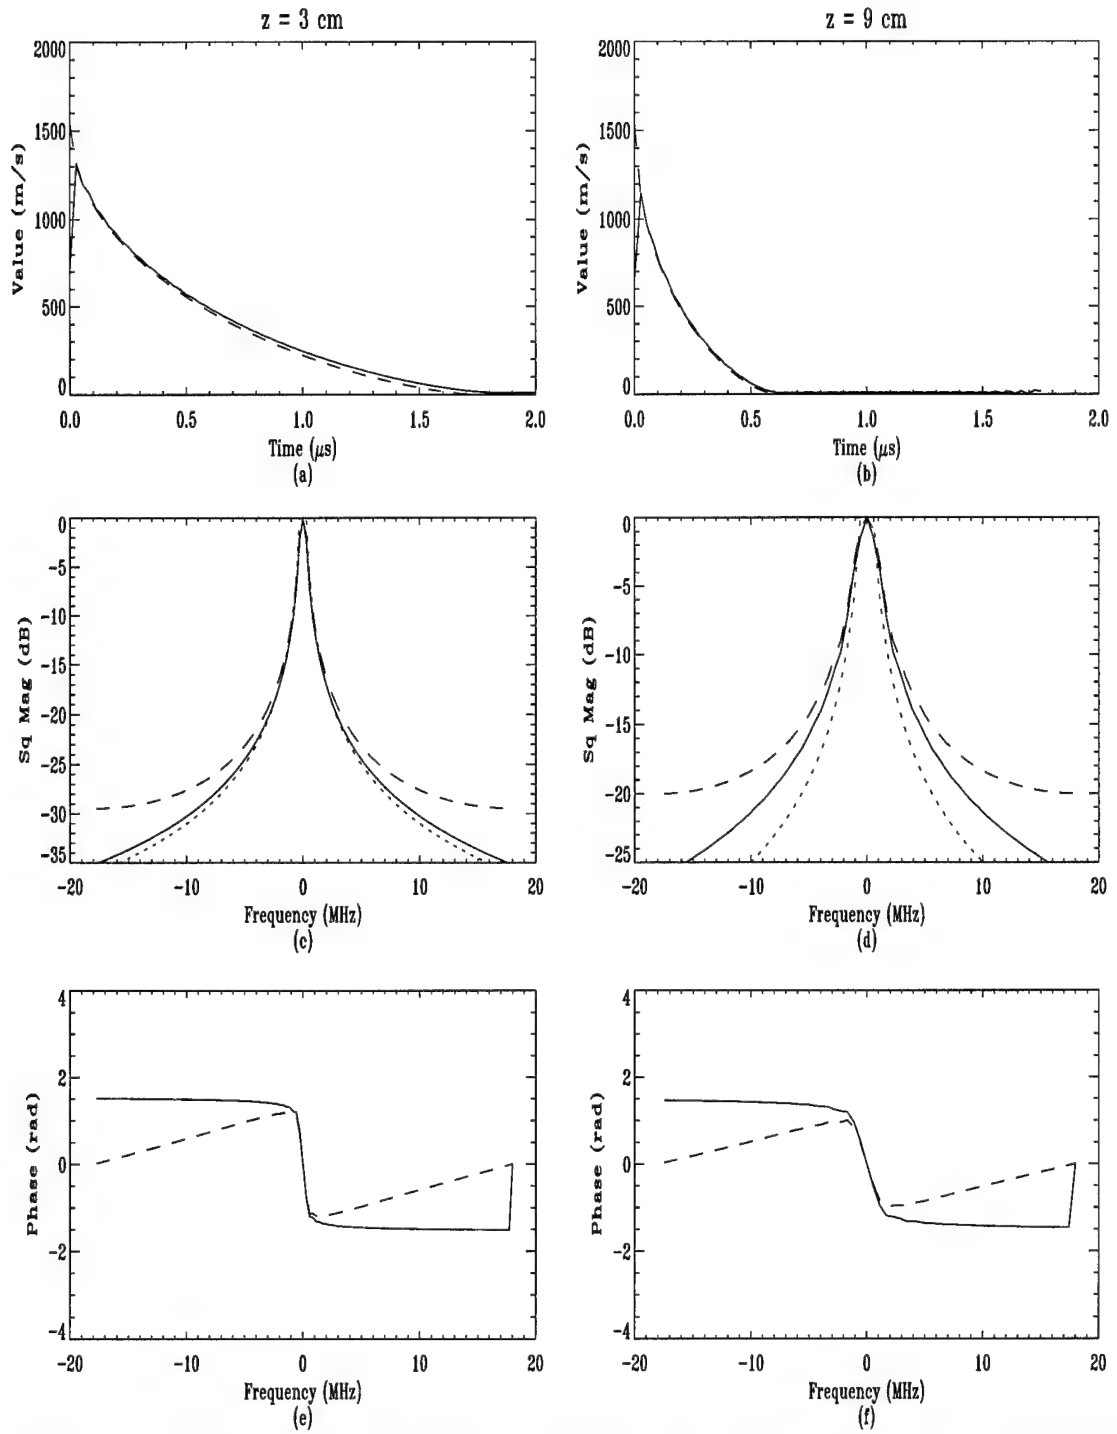 z = 3 cm
z = 9 cm
2000
1500
1000
500
0
Value (m/s)
0.0 0.5 1.0 1.5 2.0
Time (μs)
(a)
2000
1500
1000
500
0
Value (m/s)
0.0 0.5 1.0 1.5 2.0
Time (μs)
(b)
0
-5
-10
-15
-20
-25
-30
-35
Sq Mag (dB)
-20 -10 0 10 20
Frequency (MHz)
(c)
0
-5
-10
-15
-20
-25
Sq Mag (dB)
-20 -10 0 10 20
Frequency (MHz)
(d)
4
2
0
-2
-4
Phase (rad)
-20 -10 0 10 20
Frequency (MHz)
(e)
4
2
0
-2
-4
Phase (rad)
-20 -10 0 10 20
Frequency (MHz)
(f)